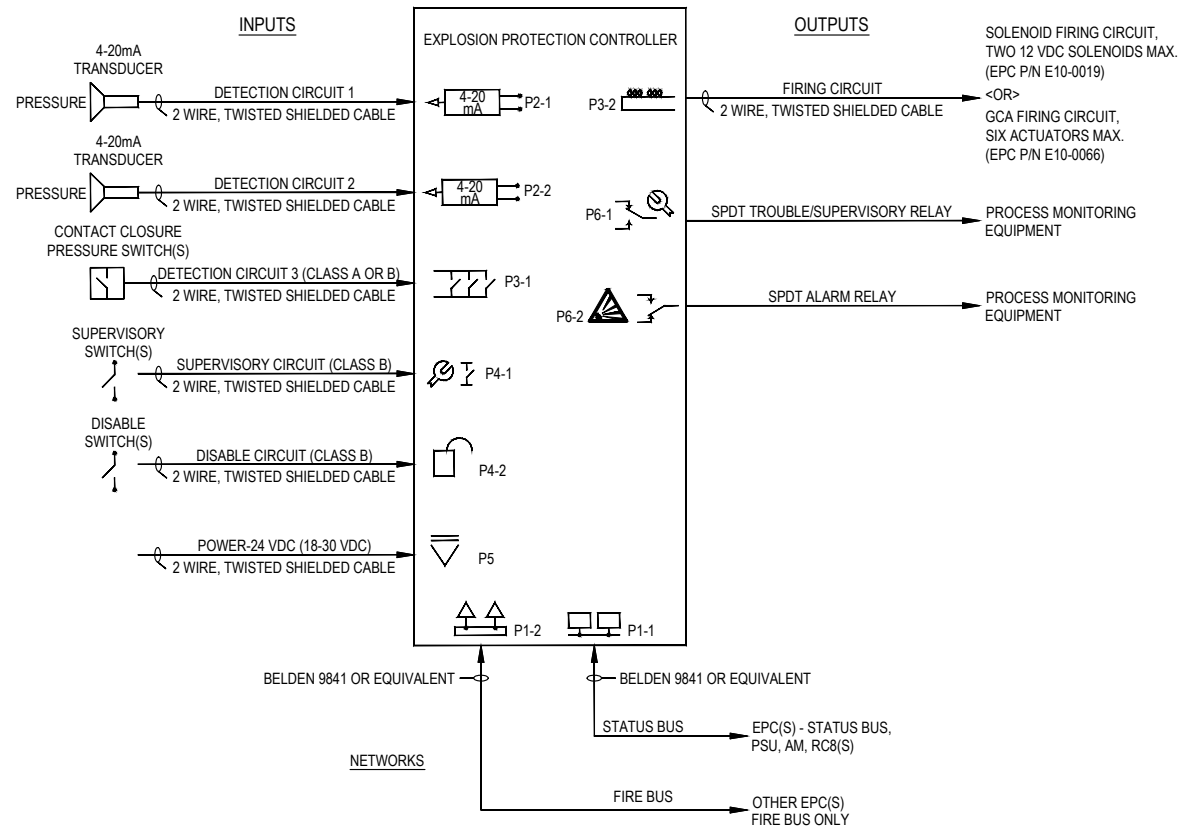 INPUTS
OUTPUTS
EXPLOSION PROTECTION CONTROLLER
4-20mA
TRANSDUCER
PRESSURE
DETECTION CIRCUIT 1
2 WIRE, TWISTED SHIELDED CABLE
4-20
mA
P2-1
4-20mA
TRANSDUCER
PRESSURE
DETECTION CIRCUIT 2
2 WIRE, TWISTED SHIELDED CABLE
4-20
mA
P2-2
CONTACT CLOSURE
PRESSURE SWITCH(S)
DETECTION CIRCUIT 3 (CLASS A OR B)
2 WIRE, TWISTED SHIELDED CABLE
P3-1
SUPERVISORY
SWITCH(S)
SUPERVISORY CIRCUIT (CLASS B)
2 WIRE, TWISTED SHIELDED CABLE
P4-1
DISABLE
SWITCH(S)
DISABLE CIRCUIT (CLASS B)
2 WIRE, TWISTED SHIELDED CABLE
P4-2
POWER-24 VDC (18-30 VDC)
2 WIRE, TWISTED SHIELDED CABLE
P5
P3-2
FIRING CIRCUIT
2 WIRE, TWISTED SHIELDED CABLE
SOLENOID FIRING CIRCUIT,
TWO 12 VDC SOLENOIDS MAX.
(EPC P/N E10-0019)
<OR>
GCA FIRING CIRCUIT,
SIX ACTUATORS MAX.
(EPC P/N E10-0066)
P6-1
SPDT TROUBLE/SUPERVISORY RELAY
PROCESS MONITORING
EQUIPMENT
P6-2
SPDT ALARM RELAY
PROCESS MONITORING
EQUIPMENT
P1-2
P1-1
BELDEN 9841 OR EQUIVALENT
BELDEN 9841 OR EQUIVALENT
STATUS BUS
EPC(S) - STATUS BUS,
PSU, AM, RC8(S)
NETWORKS
FIRE BUS
OTHER EPC(S)
FIRE BUS ONLY